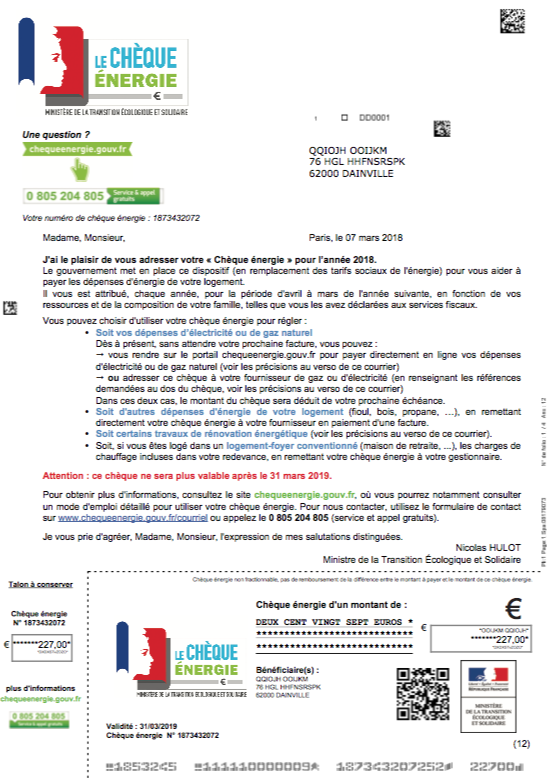 LE CHÈQUE
ÉNERGIE
€
MINISTÈRE DE LA TRANSITION ÉCOLOGIQUE ET SOLIDAIRE
DD0001
Une question ?
chequeenergie.gouv.fr
0 805 204 805 Service & appel gratuits
QQIOJH OOIJKM
76 HGL HHFNSRSPK
62000 DAINVILLE
Votre numéro de chèque énergie : 1873432072
Madame, Monsieur,
Paris, le 07 mars 2018
J'ai le plaisir de vous adresser votre « Chèque énergie » pour l'année 2018.
Le gouvernement met en place ce dispositif (en remplacement des tarifs sociaux de l'énergie) pour vous aider à
payer les dépenses d'énergie de votre logement.
Il vous est attribué, chaque année, pour la période d'avril à mars de l'année suivante, en fonction de vos
ressources et de la composition de votre famille, telles que vous les avez déclarées aux services fiscaux.
Vous pouvez choisir d'utiliser votre chèque énergie pour régler :
• Soit vos dépenses d'électricité ou de gaz naturel
Dès à présent, sans attendre votre prochaine facture, vous pouvez :
→ vous rendre sur le portail chequeenergie.gouv.fr pour payer directement en ligne vos dépenses
d'électricité ou de gaz naturel (voir les précisions au verso de ce courrier)
→ ou adresser ce chèque à votre fournisseur de gaz ou d'électricité (en renseignant les références
demandées au dos du chèque, voir les précisions au verso de ce courrier)
Dans ces deux cas, le montant du chèque sera déduit de votre prochaine échéance.
• Soit d'autres dépenses d'énergie de votre logement (fioul, bois, propane, ...), en remettant
directement votre chèque énergie à votre fournisseur en paiement d'une facture.
• Soit certains travaux de rénovation énergétique (voir les précisions au verso de ce courrier).
• Soit, si vous êtes logé dans un logement-foyer conventionné (maison de retraite, ...), les charges de
chauffage incluses dans votre redevance, en remettant votre chèque énergie à votre gestionnaire.
Attention : ce chèque ne sera plus valable après le 31 mars 2019.
Pour obtenir plus d'informations, consultez le site chequeenergie.gouv.fr, où vous pourrez notamment consulter
un mode d'emploi détaillé pour utiliser votre chèque énergie. Pour nous contacter, utilisez le formulaire de contact
sur www.chequeenergie.gouv.fr/courriel ou appelez le 0 805 204 805 (service et appel gratuits).
Je vous prie d'agréer, Madame, Monsieur, l'expression de mes salutations distinguées.
Nicolas HULOT
Ministre de la Transition Écologique et Solidaire
Talon à conserver
Chèque énergie
N° 1873432072
€ *******227,00*
plus d'informations
chequeenergie.gouv.fr
0 805 204 805
Service & appel gratuits
Chèque énergie non fractionnable, pas de remboursement de la différence entre le montant à payer et le montant de ce chèque énergie.
LE CHÈQUE
ÉNERGIE
€
MINISTÈRE DE LA TRANSITION ÉCOLOGIQUE ET SOLIDAIRE
Chèque énergie d'un montant de :
DEUX CENT VINGT SEPT EUROS *
****************************
****************************
€
€ *OOIJKM QQIOJH*
*******227,00*
Bénéficiaire(s) :
QQIOJH OOIJKM
76 HGL HHFNSRSPK
62000 DAINVILLE
RÉPUBLIQUE FRANÇAISE
MINISTÈRE
DE LA TRANSITION
ÉCOLOGIQUE
ET SOLIDAIRE
Validité : 31/03/2019
Chèque énergie N° 1873432072
(12)
1853245 111110000009 187343207252 22700